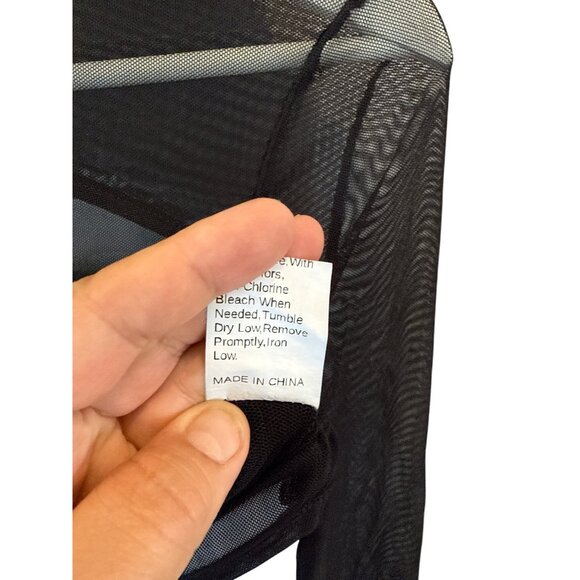 With
Chlorine
Bleach When
Needed,Tumble
Dry Low,Remove
Promptly,Iron
Low.
MADE IN CHINA